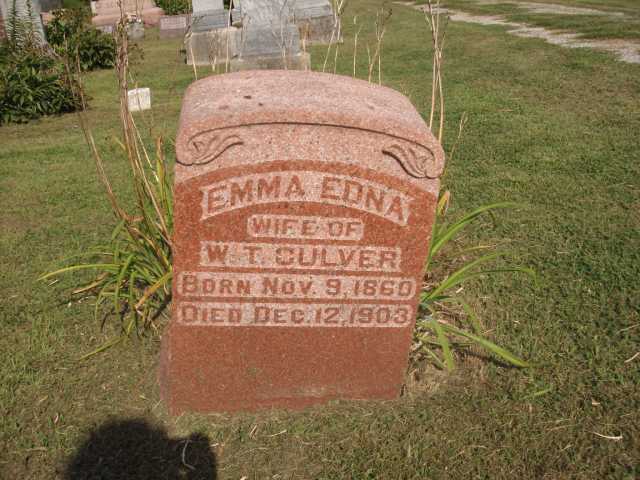 EMMA EDNA
WIFE OF
W. T. CULVER
BORN NOV. 9, 1860
DIED DEC. 12, 1903